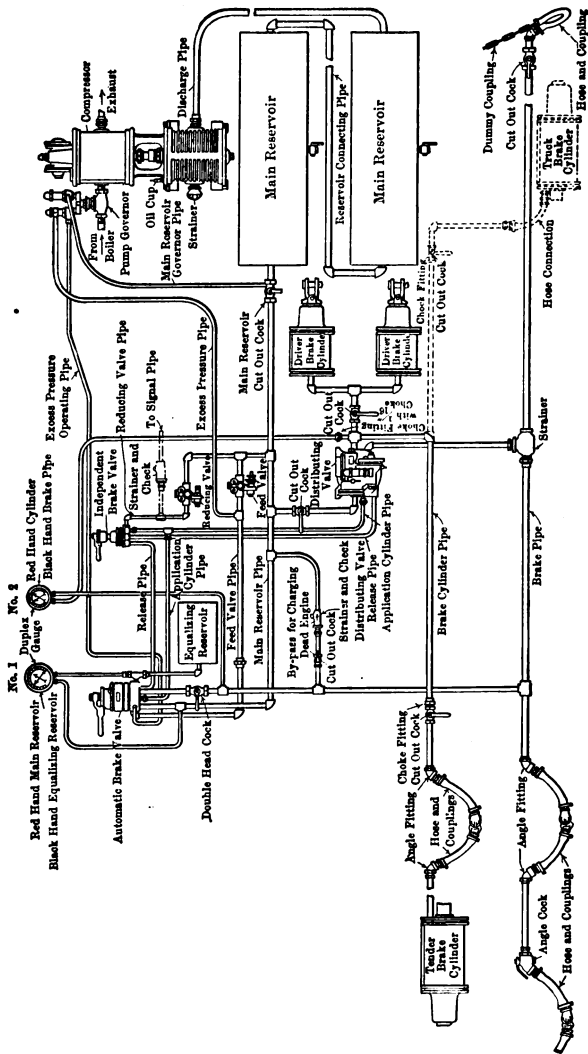 No. 1
No. 2
Duplex
Gauge
Red Hand Main Reservoir
Black Hand Equalizing Reservoir
Red Hand Cylinder
Black Hand Brake Pipe
Excess Pressure
Operating Pipe
From
Boiler
Pump Governor
Compressor
Exhaust
Oil Cup
Main Reservoir
Governor Pipe
Strainer
Discharge Pipe
Automatic Brake Valve
Independent
Brake Valve
Release Pipe
Strainer and
Check
Reducing Valve Pipe
To Signal Pipe
Application
Cylinder
Pipe
Equalizing
Reservoir
Reducing Valve
Excess Pressure Pipe
Main Reservoir
Cut Out Cock
Main Reservoir
Reservoir Connecting Pipe
Main Reservoir
Double Head Cock
Feed Valve Pipe
Feed Valve
Main Reservoir Pipe
Cut Out
Cock
Distributing
Valve
Cut Out
Cock
Choke Fitting
with 1/16
Choke
Driver
Brake
Cylinder
Driver
Brake
Cylinder
By-pars for Charging
Dead Engine
Cut Out Cock
Strainer and Check
Distributing Valve
Release Pipe
Application Cylinder Pipe
Chock Fitting
Cut Out Cock
Choke Fitting
Cut Out Cock
Brake Cylinder Pipe
Angle Fitting
Hose and
Couplings
Tender
Brake
Cylinder
Hose Connection
Truck
Brake
Cylinder
Dummy Coupling
Cut Out Cock
Hose and Coupling
Angle Cock
Hose and Couplings
Angle Fitting
Brake Pipe
Strainer